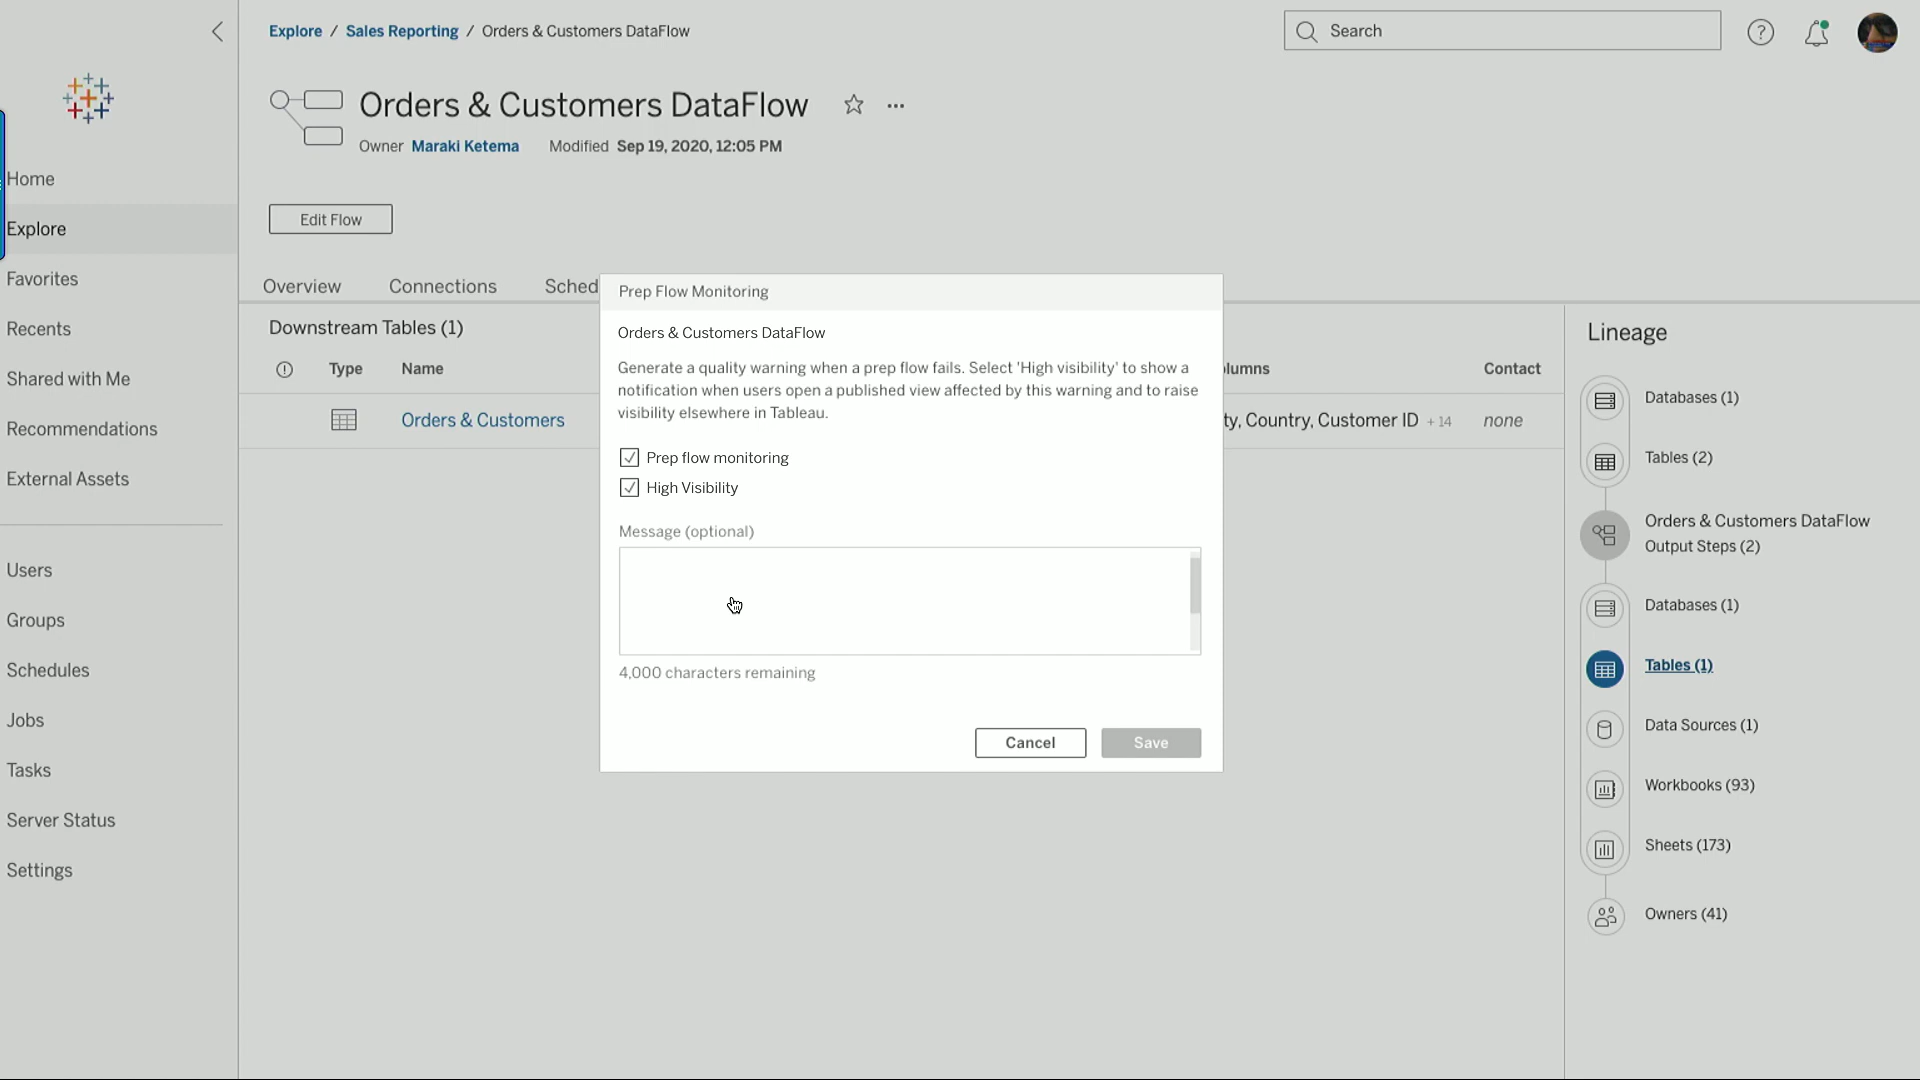 Explore / Sales Reporting / Orders & Customers DataFlow
Search
Orders & Customers DataFlow
Owner Maraki Ketema Modified Sep 19, 2020, 12:05 PM
Edit Flow
Home
Explore
Favorites
Recents
Shared with Me
Recommendations
External Assets
Users
Groups
Schedules
Jobs
Tasks
Server Status
Settings
Overview Connections Sched
Downstream Tables (1)
Type Name lumns Contact
Orders & Customers ty, Country, Customer ID + 14 none
Prep Flow Monitoring
Orders & Customers DataFlow
Generate a quality warning when a prep flow fails. Select 'High visibility' to show a
notification when users open a published view affected by this warning and to raise
visibility elsewhere in Tableau.
Prep flow monitoring
High Visibility
Message (optional)
4,000 characters remaining
Cancel Save
Lineage
Databases (1)
Tables (2)
Orders & Customers DataFlow
Output Steps (2)
Databases (1)
Tables (1)
Data Sources (1)
Workbooks (93)
Sheets (173)
Owners (41)